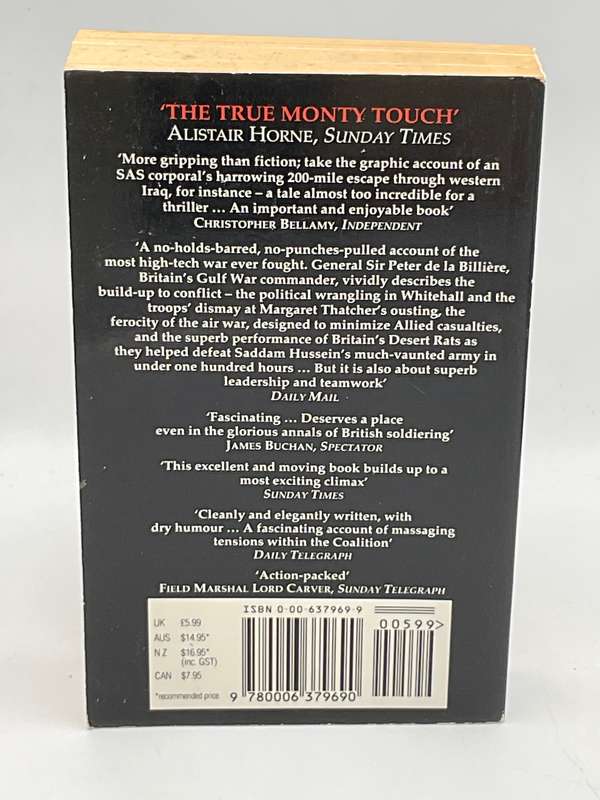 'THE TRUE MONTY TOUCH'
ALISTAIR HORNE, SUNDAY TIMES
'More gripping than fiction; take the graphic account of an
SAS corporal's harrowing 200-mile escape through western
Iraq, for instance – a tale almost too incredible for a
thriller ... An important and enjoyable book'
CHRISTOPHER BELLAMY, INDEPENDENT
'A no-holds-barred, no-punches-pulled account of the
most high-tech war ever fought. General Sir Peter de la Billière,
Britain's Gulf War commander, vividly describes the
build-up to conflict – the political wrangling in Whitehall and the
troops' dismay at Margaret Thatcher's ousting, the
ferocity of the air war, designed to minimize Allied casualties,
and the superb performance of Britain's Desert Rats as
they helped defeat Saddam Hussein's much-vaunted army in
under one hundred hours ... But it is also about superb
leadership and teamwork'
DAILY MAIL
'Fascinating ... Deserves a place
even in the glorious annals of British soldiering'
JAMES BUCHAN, SPECTATOR
'This excellent and moving book builds up to a
most exciting climax'
SUNDAY TIMES
'Cleanly and elegantly written, with
dry humour ... A fascinating account of massaging
tensions within the Coalition'
DAILY TELEGRAPH
'Action-packed'
FIELD MARSHAL LORD CARVER, SUNDAY TELEGRAPH
UK £5.99
AUS $14.95*
NZ $16.95*
(inc. GST)
CAN $7.95
*recommended price
ISBN 0-00-637969-9
00599>
9 780006 379690